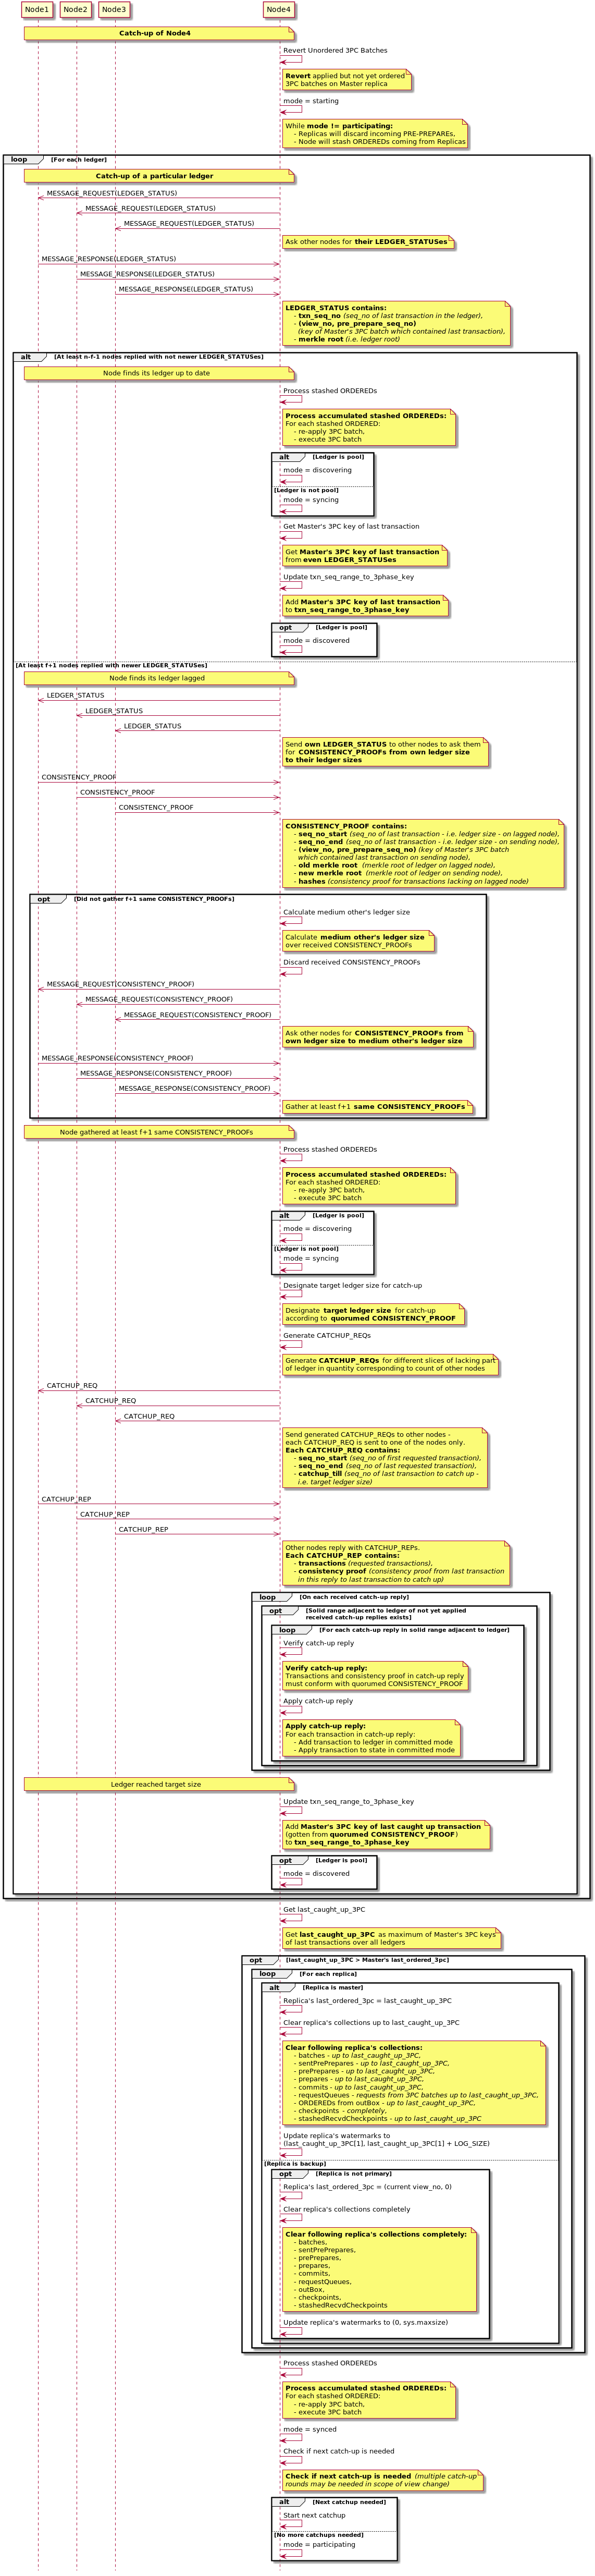 Node1 Node2 Node3 Node4
Catch-up of Node4
Revert Unordered 3PC Batches
Revert applied but not yet ordered
3PC batches on Master replica
mode = starting
While mode != participating:
- Replicas will discard incoming PRE-PREPAREs,
- Node will stash ORDEREDs coming from Replicas
loop [For each ledger]
Catch-up of a particular ledger
MESSAGE_REQUEST(LEDGER_STATUS)
MESSAGE_REQUEST(LEDGER_STATUS)
MESSAGE_REQUEST(LEDGER_STATUS)
Ask other nodes for their LEDGER_STATUSes
MESSAGE_RESPONSE(LEDGER_STATUS)
MESSAGE_RESPONSE(LEDGER_STATUS)
MESSAGE_RESPONSE(LEDGER_STATUS)
LEDGER_STATUS contains:
- txn_seq_no (seq_no of last transaction in the ledger),
- (view_no, pre_prepare_seq_no)
(key of Master's 3PC batch which contained last transaction),
- merkle root (i.e. ledger root)
alt [At least n-f-1 nodes replied with not newer LEDGER_STATUSes]
Node finds its ledger up to date
Process stashed ORDEREDs
Process accumulated stashed ORDEREDs:
For each stashed ORDERED:
- re-apply 3PC batch,
- execute 3PC batch
alt [Ledger is pool]
mode = discovering
[Ledger is not pool]
mode = syncing
Get Master's 3PC key of last transaction
Get Master's 3PC key of last transaction
from even LEDGER_STATUSes
Update txn_seq_range_to_3phase_key
Add Master's 3PC key of last transaction
to txn_seq_range_to_3phase_key
opt [Ledger is pool]
mode = discovered
[At least f+1 nodes replied with newer LEDGER_STATUSes]
Node finds its ledger lagged
LEDGER_STATUS
LEDGER_STATUS
LEDGER_STATUS
Send own LEDGER_STATUS to other nodes to ask them
for CONSISTENCY_PROOFs from own ledger size
to their ledger sizes
CONSISTENCY_PROOF
CONSISTENCY_PROOF
CONSISTENCY_PROOF
CONSISTENCY_PROOF contains:
- seq_no_start (seq_no of last transaction - i.e. ledger size - on lagged node),
- seq_no_end (seq_no of last transaction - i.e. ledger size - on sending node),
- (view_no, pre_prepare_seq_no) (key of Master's 3PC batch
which contained last transaction on sending node),
- old merkle root (merkle root of ledger on lagged node),
- new merkle root (merkle root of ledger on sending node),
- hashes (consistency proof for transactions lacking on lagged node)
opt [Did not gather f+1 same CONSISTENCY_PROOFs]
Calculate medium other's ledger size
Calculate medium other's ledger size
over received CONSISTENCY_PROOFs
Discard received CONSISTENCY_PROOFs
MESSAGE_REQUEST(CONSISTENCY_PROOF)
MESSAGE_REQUEST(CONSISTENCY_PROOF)
MESSAGE_REQUEST(CONSISTENCY_PROOF)
Ask other nodes for CONSISTENCY_PROOFs from
own ledger size to medium other's ledger size
MESSAGE_RESPONSE(CONSISTENCY_PROOF)
MESSAGE_RESPONSE(CONSISTENCY_PROOF)
MESSAGE_RESPONSE(CONSISTENCY_PROOF)
Gather at least f+1 same CONSISTENCY_PROOFs
Node gathered at least f+1 same CONSISTENCY_PROOFs
Process stashed ORDEREDs
Process accumulated stashed ORDEREDs:
For each stashed ORDERED:
- re-apply 3PC batch,
- execute 3PC batch
alt [Ledger is pool]
mode = discovering
[Ledger is not pool]
mode = syncing
Designate target ledger size for catch-up
Designate target ledger size for catch-up
according to quorumed CONSISTENCY_PROOF
Generate CATCHUP_REQs
Generate CATCHUP_REQs for different slices of lacking part
of ledger in quantity corresponding to count of other nodes
CATCHUP_REQ
CATCHUP_REQ
CATCHUP_REQ
Send generated CATCHUP_REQs to other nodes -
each CATCHUP_REQ is sent to one of the nodes only.
Each CATCHUP_REQ contains:
- seq_no_start (seq_no of first requested transaction),
- seq_no_end (seq_no of last requested transaction),
- catchup_till (seq_no of last transaction to catch up -
i.e. target ledger size)
CATCHUP_REP
CATCHUP_REP
CATCHUP_REP
Other nodes reply with CATCHUP_REPs.
Each CATCHUP_REP contains:
- transactions (requested transactions),
- consistency proof (consistency proof from last transaction
in this reply to last transaction to catch up)
loop [On each received catch-up reply]
opt [Solid range adjacent to ledger of not yet applied
received catch-up replies exists]
loop [For each catch-up reply in solid range adjacent to ledger]
Verify catch-up reply
Verify catch-up reply:
Transactions and consistency proof in catch-up reply
must conform with quorumed CONSISTENCY_PROOF
Apply catch-up reply
Apply catch-up reply:
For each transaction in catch-up reply:
- Add transaction to ledger in committed mode
- Apply transaction to state in committed mode
Ledger reached target size
Update txn_seq_range_to_3phase_key
Add Master's 3PC key of last caught up transaction
(gotten from quorumed CONSISTENCY_PROOF)
to txn_seq_range_to_3phase_key
opt [Ledger is pool]
mode = discovered
Get last_caught_up_3PC
Get last_caught_up_3PC as maximum of Master's 3PC keys
of last transactions over all ledgers
opt [last_caught_up_3PC > Master's last_ordered_3pc]
loop [For each replica]
alt [Replica is master]
Replica's last_ordered_3pc = last_caught_up_3PC
Clear replica's collections up to last_caught_up_3PC
Clear following replica's collections:
- batches - up to last_caught_up_3PC,
- sentPrePrepares - up to last_caught_up_3PC,
- prePrepares - up to last_caught_up_3PC,
- prepares - up to last_caught_up_3PC,
- commits - up to last_caught_up_3PC,
- requestQueues - requests from 3PC batches up to last_caught_up_3PC,
- ORDEREDs from outBox - up to last_caught_up_3PC,
- checkpoints - completely,
- stashedRecvdCheckpoints - up to last_caught_up_3PC
Update replica's watermarks to
(last_caught_up_3PC[1], last_caught_up_3PC[1] + LOG_SIZE)
[Replica is backup]
opt [Replica is not primary]
Replica's last_ordered_3pc = (current view_no, 0)
Clear replica's collections completely
Clear following replica's collections completely:
- batches,
- sentPrePrepares,
- prePrepares,
- prepares,
- commits,
- requestQueues,
- outBox,
- checkpoints,
- stashedRecvdCheckpoints
Update replica's watermarks to (0, sys.maxsize)
Process stashed ORDEREDs
Process accumulated stashed ORDEREDs:
For each stashed ORDERED:
- re-apply 3PC batch,
- execute 3PC batch
mode = synced
Check if next catch-up is needed
Check if next catch-up is needed (multiple catch-up
rounds may be needed in scope of view change)
alt [Next catchup needed]
Start next catchup
[No more catchups needed]
mode = participating